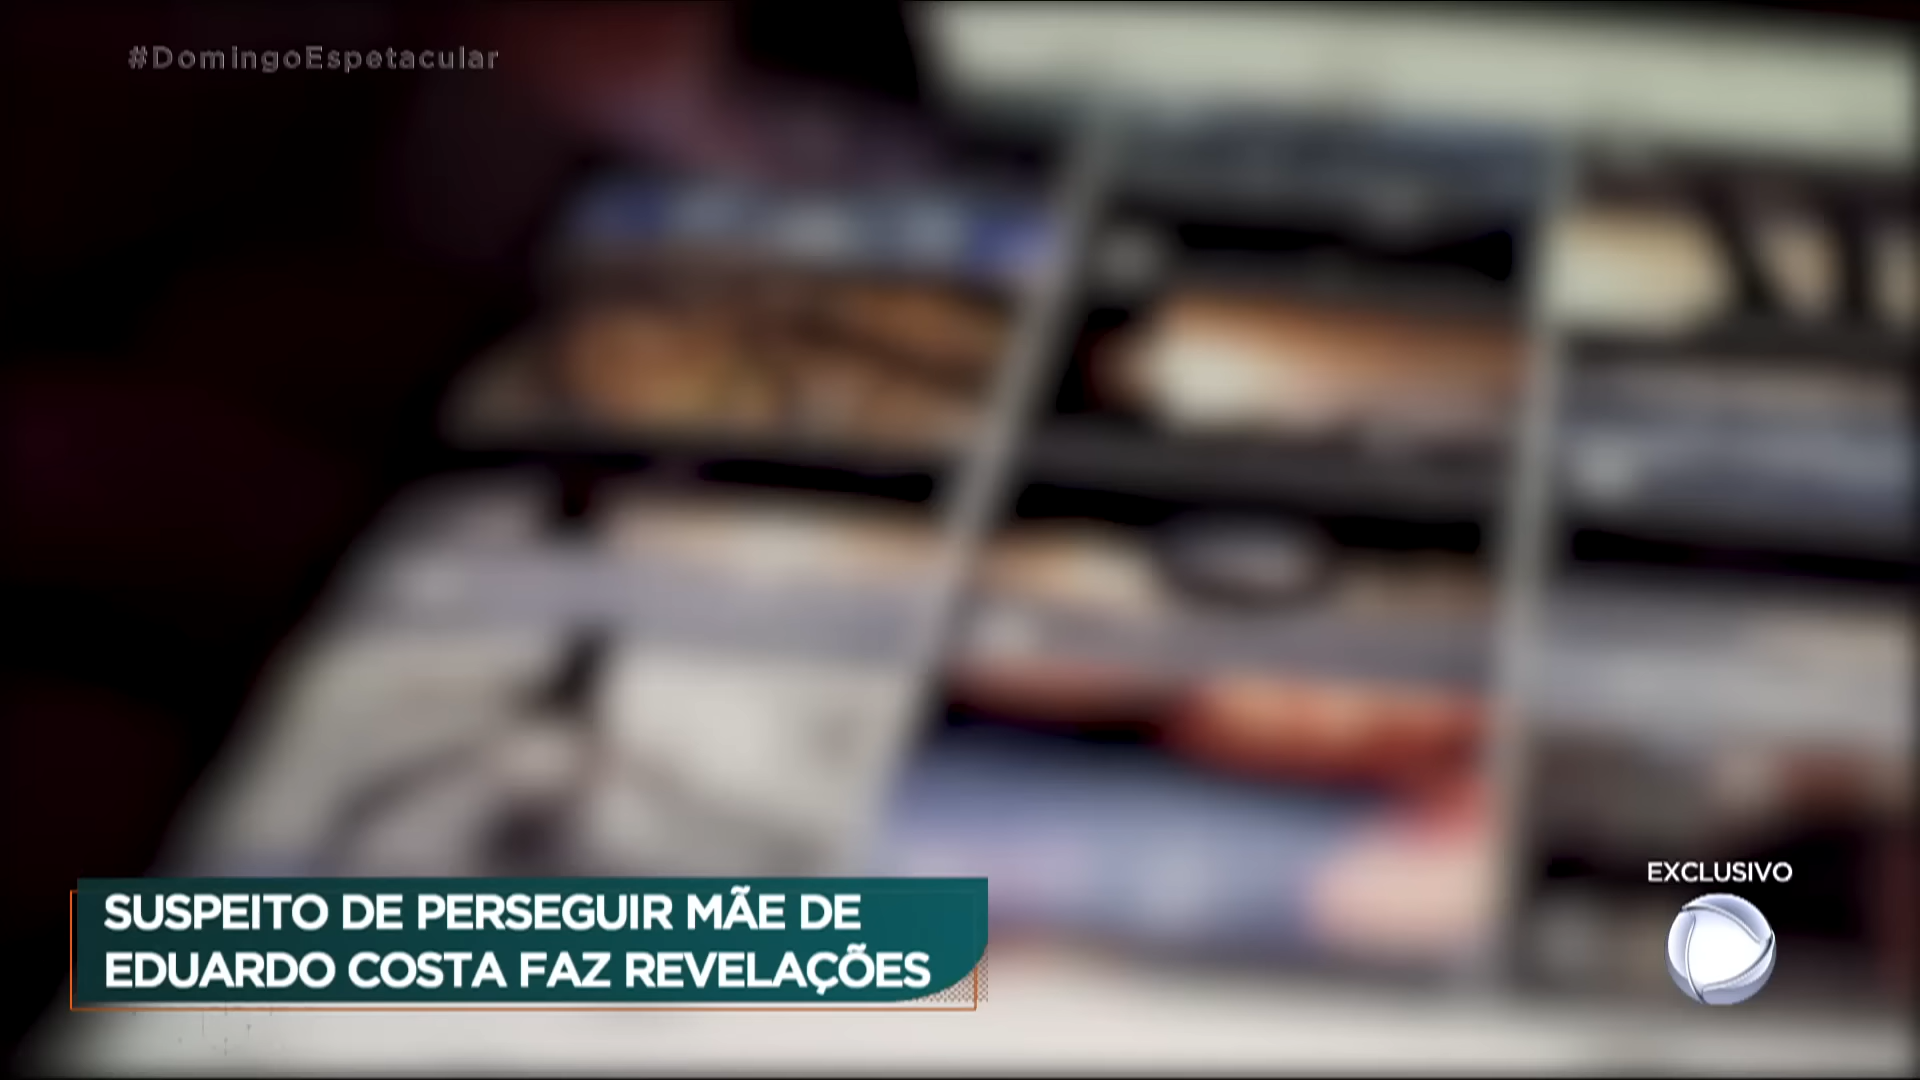 #DomingoEspetacular
EXCLUSIVO
SUSPEITO DE PERSEGUIR MÃE DE
EDUARDO COSTA FAZ REVELAÇÕES